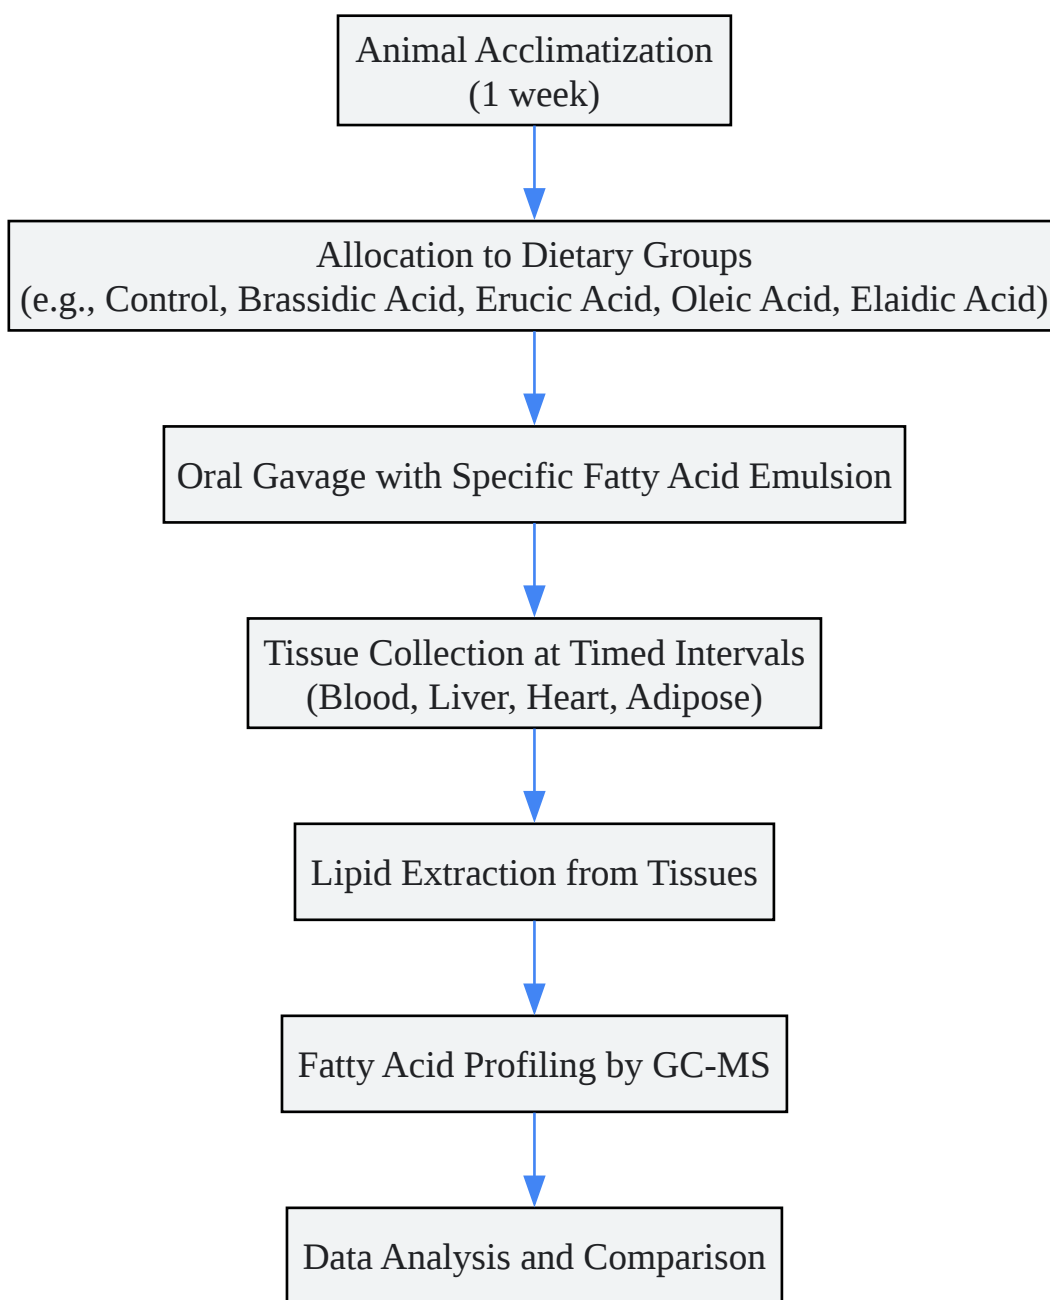 Animal Acclimatization
(1 week)
Allocation to Dietary Groups
(e.g., Control, Brassidic Acid, Erucic Acid, Oleic Acid, Elaidic Acid)
Oral Gavage with Specific Fatty Acid Emulsion
Tissue Collection at Timed Intervals
(Blood, Liver, Heart, Adipose)
Lipid Extraction from Tissues
Fatty Acid Profiling by GC-MS
Data Analysis and Comparison